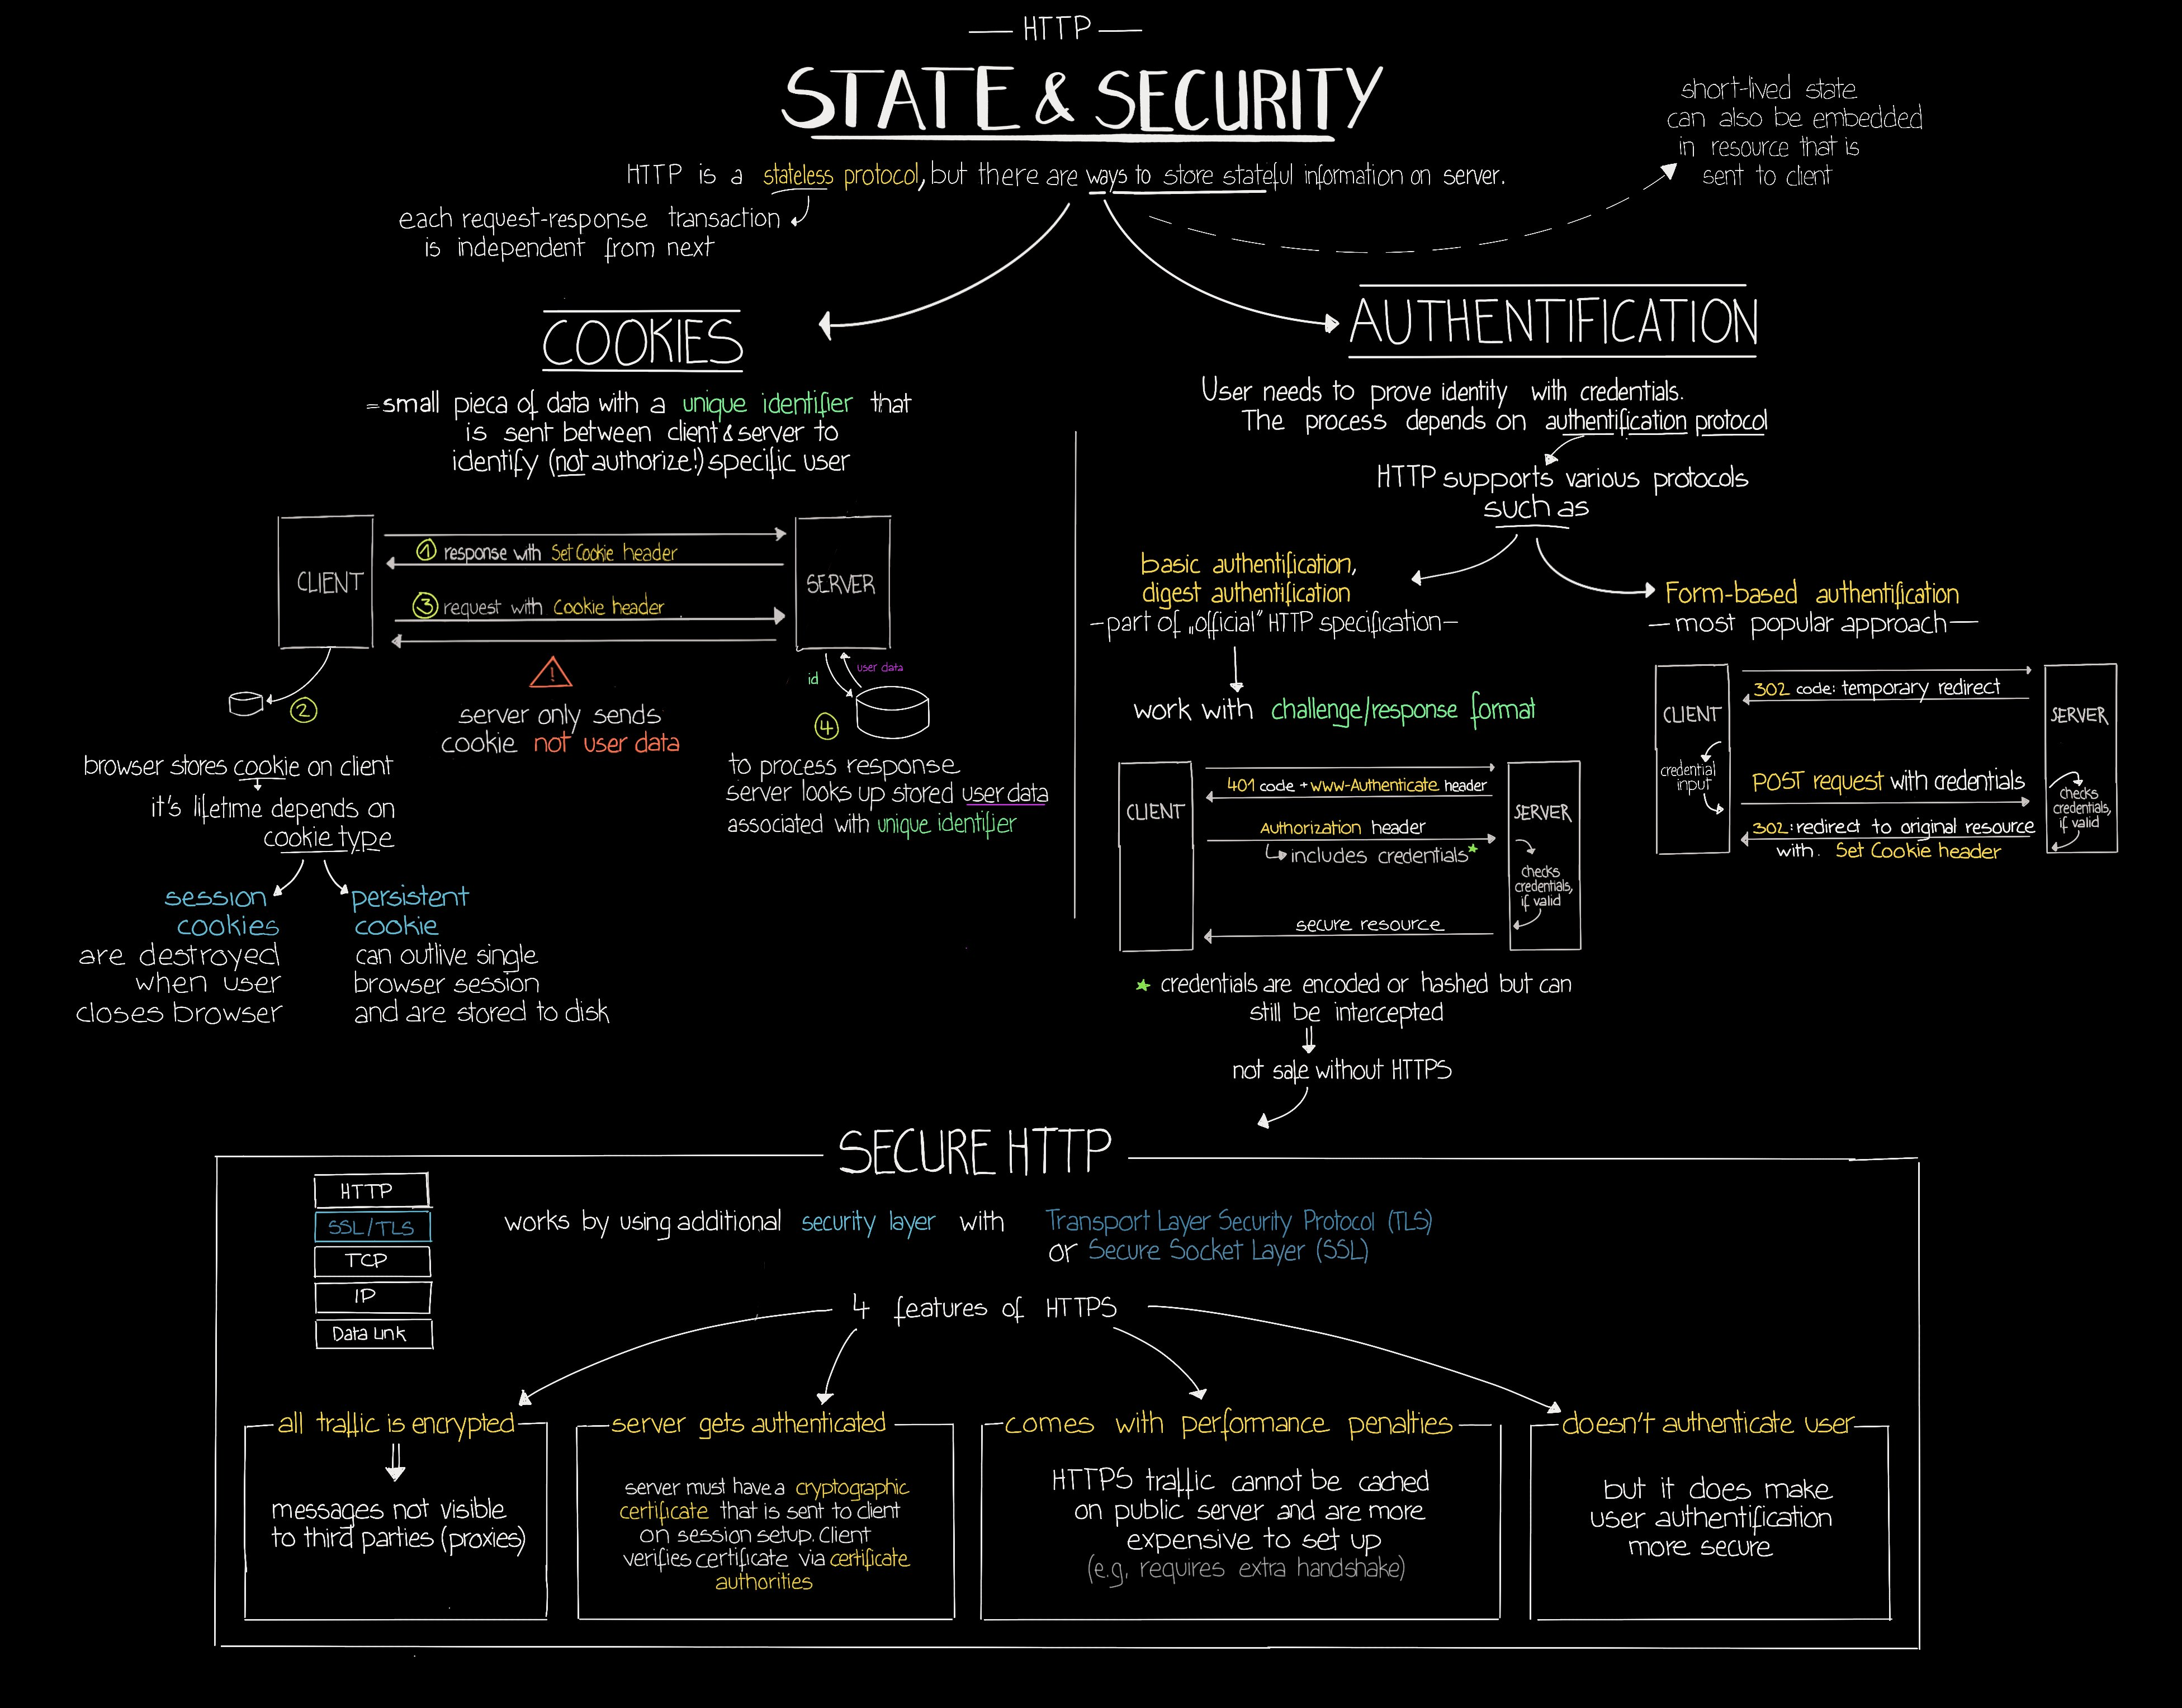 — HTTP —
STATE & SECURITY
HTTP is a stateless protocol, but there are ways to store stateful information on server.
each request-response transaction
is independent from next
short-lived state
can also be embedded
in resource that is
sent to client
COOKIES
= small pieca of data with a unique identifier that
is sent between client & server to
identify (not authorize!) specific user
CLIENT
SERVER
1 response with Set Cookie header
3 request with Cookie header
!
server only sends
cookie not user data
2
browser stores cookie on client
it's lifetime depends on
cookie type
session
cookies
are destroyed
when user
closes browser
persistent
cookie
can outlive single
browser session
and are stored to disk
id
user data
4
to process response
server looks up stored user data
associated with unique identifier
AUTHENTIFICATION
User needs to prove identity with credentials.
The process depends on authentification protocol
HTTP supports various protocols
such as
basic authentification,
digest authentification
— part of „official" HTTP specification —
work with challenge/response format
CLIENT
SERVER
401 code + WWW-Authenticate header
Authorization header
↳ includes credentials*
checks
credentials,
if valid
secure resource
* credentials are encoded or hashed but can
still be intercepted
not safe without HTTPS
Form-based authentification
— most popular approach —
CLIENT
SERVER
302 code: temporary redirect
credential
input
POST request with credentials
checks
credentials,
if valid
302: redirect to original resource
with. Set Cookie header
SECURE HTTP
HTTP
SSL/TLS
TCP
IP
Data Link
works by using additional security layer with Transport Layer Security Protocol (TLS)
or Secure Socket Layer (SSL)
4 features of HTTPS
all traffic is encrypted
messages not visible
to third parties (proxies)
server gets authenticated
server must have a cryptographic
certificate that is sent to client
on session setup. Client
verifies certificate via certificate
authorities
comes with performance penalties
HTTPS traffic cannot be cached
on public server and are more
expensive to set up
(e.g. requires extra handshake)
doesn't authenticate user
but it does make
user authentification
more secure